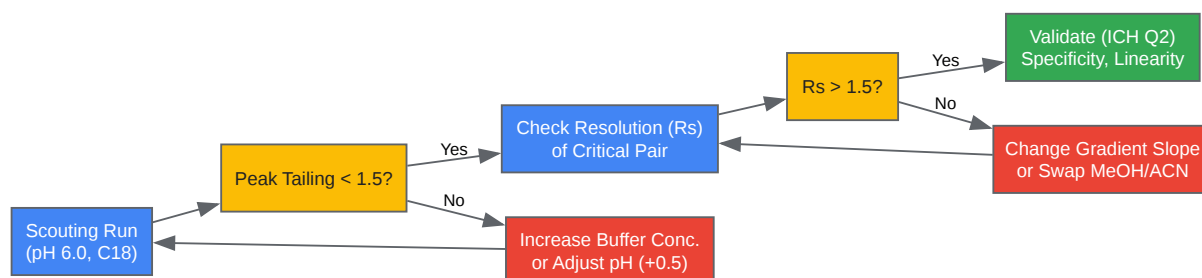 Scouting Run
(pH 6.0, C18)
Peak Tailing < 1.5?
Yes
No
Increase Buffer Conc.
or Adjust pH (+0.5)
Check Resolution (Rs)
of Critical Pair
Rs > 1.5?
Yes
No
Validate (ICH Q2)
Specificity, Linearity
Change Gradient Slope
or Swap MeOH/ACN